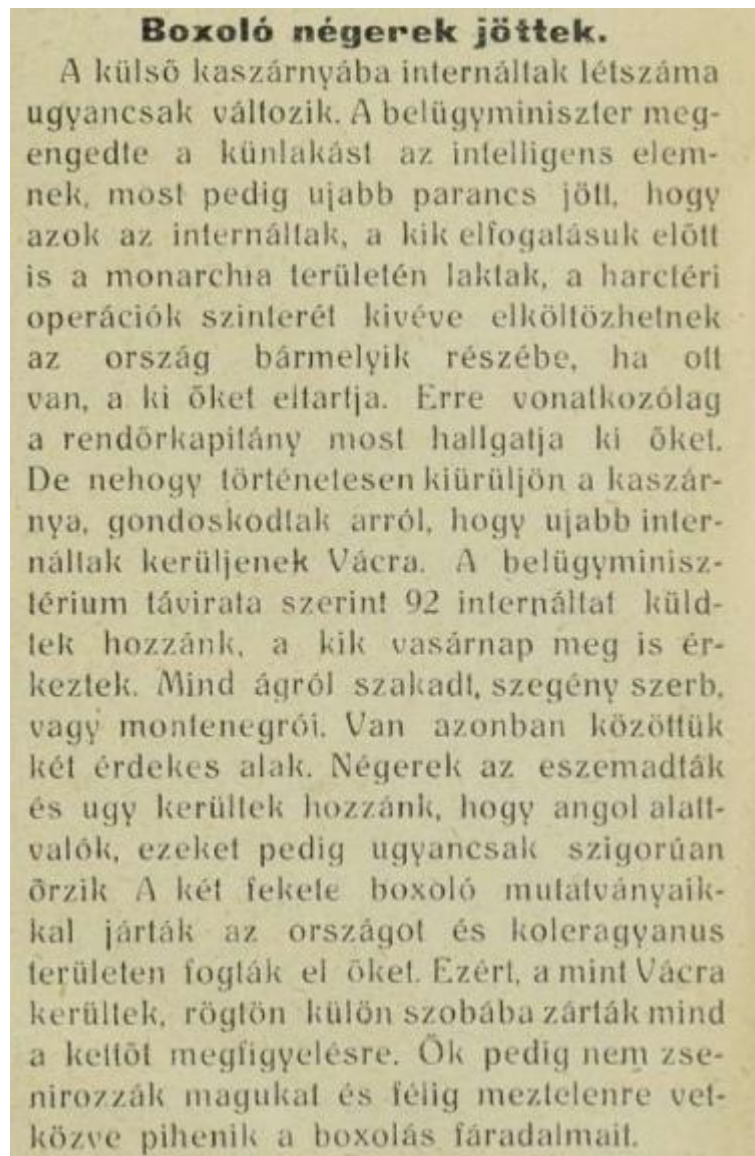 Boxoló négerek jöttek.
A külső kaszárnyába internáltak létszáma
ugyancsak változik. A belügyminiszter meg-
engedte a künlakást az intelligens elem-
nek, most pedig ujabb parancs jött, hogy
azok az internáltak, a kik elfogatásuk előtt
is a monarchia területén laktak, a harctéri
operációk szinterét kivéve elköltözhetnek
az ország bármelyik részébe, ha ott
van, a ki őket eltartja. Erre vonatkozólag
a rendőrkapitány most hallgatja ki őket.
De nehogy történetesen kiürüljön a kaszár-
nya, gondoskodtak arról, hogy ujabb inter-
náltak kerüljenek Vácra. A belügyminisz-
térium távirata szerint 92 internáltat küld-
tek hozzánk, a kik vasárnap meg is ér-
keztek. Mind ágról szakadt, szegény szerb,
vagy montenegrói. Van azonban közöttük
két érdekes alak. Négerek az eszemadták
és ugy kerültek hozzánk, hogy angol alatt-
valók, ezeket pedig ugyancsak szigorúan
őrzik A két fekete boxoló mutatványaik-
kal járták az országot és koleragyanus
területen fogták el őket. Ezért, a mint Vácra
kerültek, rögtön külön szobába zárták mind
a kettőt megfigyelésre. Ők pedig nem zse-
nirozzák magukat és félig meztelenre vet-
kőzve pihenik a boxolás fáradalmait.